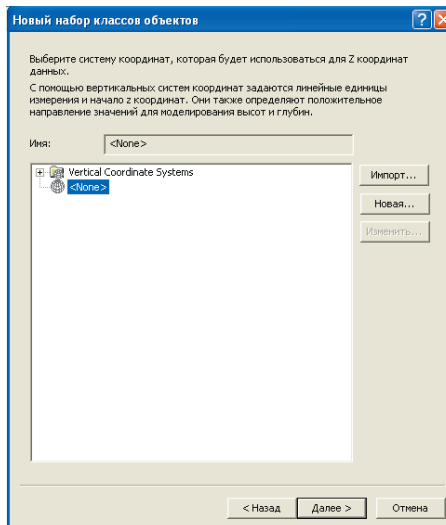 Новый набор классов объектов
Выберите систему координат, которая будет использоваться для Z координат
данных.
С помощью вертикальных систем координат задаются линейные единицы
измерения и начало z координат. Они также определяют положительное
направление значений для моделирования высот и глубин.
Имя: <None>
Vertical Coordinate Systems
<None>
Импорт...
Новая...
Изменить...
< Назад Далее > Отмена